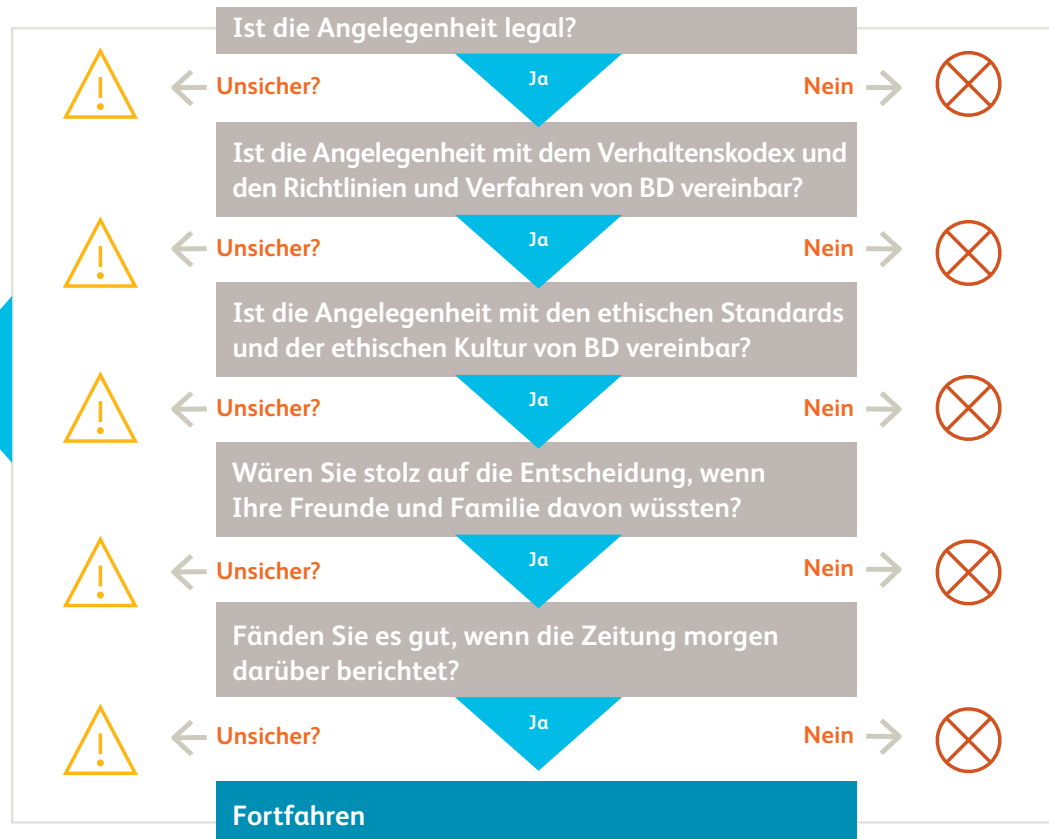 Ist die Angelegenheit legal?
Unsicher?
Ja
Nein
Ist die Angelegenheit mit dem Verhaltenskodex und
den Richtlinien und Verfahren von BD vereinbar?
Unsicher?
Ja
Nein
Ist die Angelegenheit mit den ethischen Standards
und der ethischen Kultur von BD vereinbar?
Unsicher?
Ja
Nein
Wären Sie stolz auf die Entscheidung, wenn
Ihre Freunde und Familie davon wüssten?
Unsicher?
Ja
Nein
Fänden Sie es gut, wenn die Zeitung morgen
darüber berichtet?
Unsicher?
Ja
Nein
Fortfahren